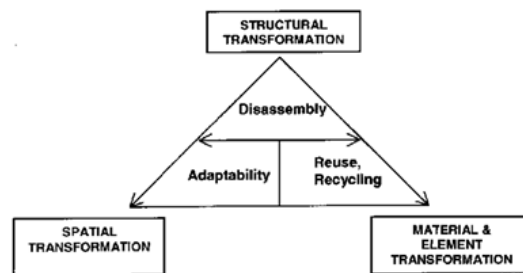 STRUCTURAL
TRANSFORMATION
Disassembly
Adaptability
Reuse,
Recycling
SPATIAL
TRANSFORMATION
MATERIAL &
ELEMENT
TRANSFORMATION